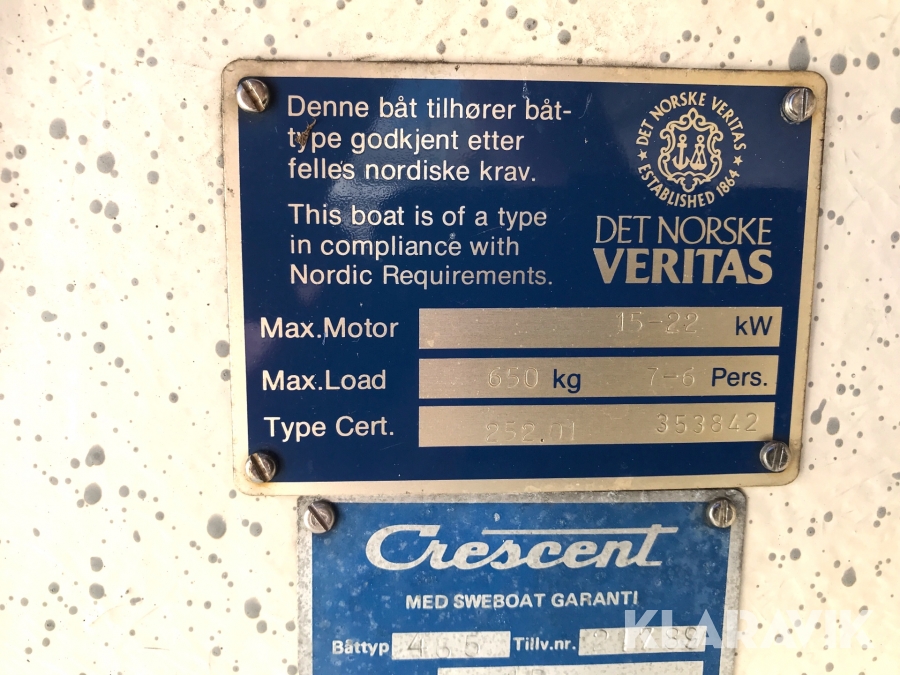 Denne båt tilhører båt-
type godkjent etter
felles nordiske krav.
This boat is of a type
in compliance with
Nordic Requirements.
★ DET NORSKE VERITAS ★
ESTABLISHED 1864
DET NORSKE
VERITAS
Max.Motor 15-22 kW
Max.Load 650 kg 7-6 Pers.
Type Cert. 252.01 353842
Crescent
MED SWEBOAT GARANTI
Båttyp 465 Tillv.nr.
KLARAVIK